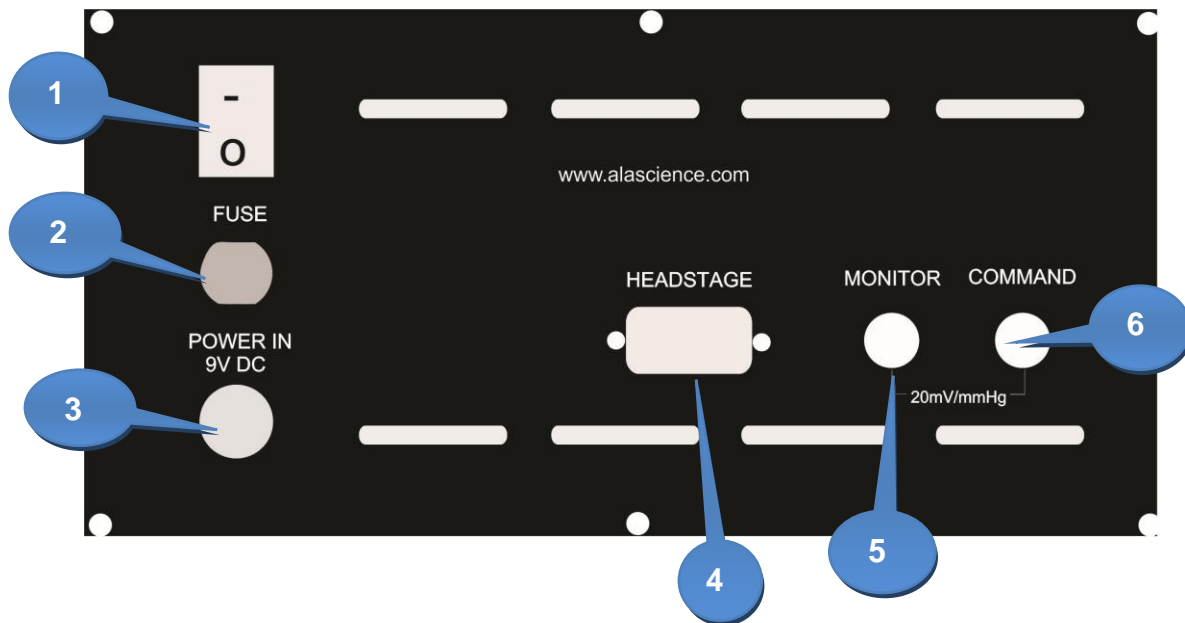 1
-
O
www.alascience.com
FUSE
2
HEADSTAGE
MONITOR
COMMAND
6
POWER IN
9V DC
3
20mV/mmHg
4
5